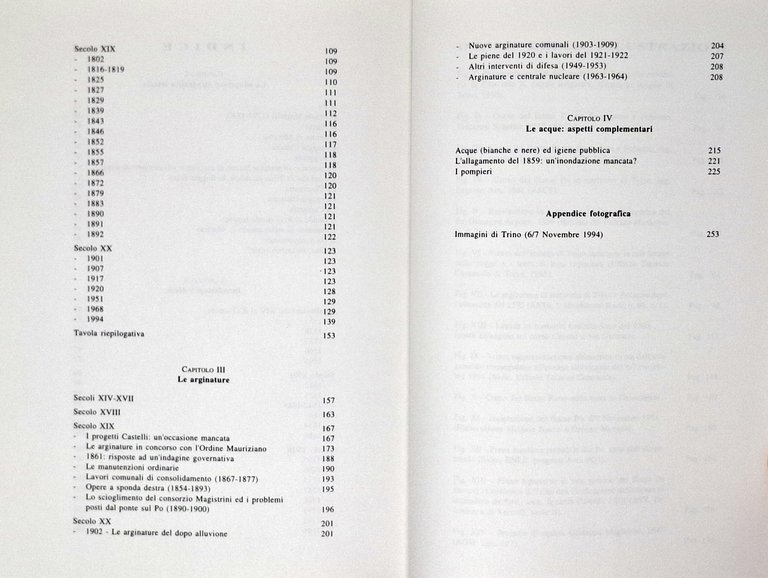 Secolo XIX 109
- 1802 109
- 1816-1819 109
- 1825 110
- 1827 111
- 1829 111
- 1839 112
- 1843 116
- 1846 116
- 1852 117
- 1855 118
- 1857 118
- 1866 120
- 1872 120
- 1879 121
- 1883 121
- 1890 121
- 1891 121
- 1892 122
Secolo XX 123
- 1901 123
- 1907 123
- 1917 123
- 1920 128
- 1951 129
- 1968 129
- 1994 139
Tavola riepilogativa 153
CAPITOLO III
Le arginature
Secoli XIV-XVII 157
Secolo XVIII 163
Secolo XIX 167
- I progetti Castelli: un'occasione mancata 167
- Le arginature in concorso con l'Ordine Mauriziano 173
- 1861: risposte ad un'indagine governativa 188
- Le manutenzioni ordinarie 190
- Lavori comunali di consolidamento (1867-1877) 193
- Opere a sponda destra (1854-1893) 195
- Lo scioglimento del consorzio Magistrini ed i problemi
posti dal ponte sul Po (1890-1900) 196
Secolo XX 201
- 1902 - Le arginature del dopo alluvione 201
- Nuove arginature comunali (1903-1909) 204
- Le piene del 1920 e i lavori del 1921-1922 207
- Altri interventi di difesa (1949-1953) 208
- Arginature e centrale nucleare (1963-1964) 208
CAPITOLO IV
Le acque: aspetti complementari
Acque (bianche e nere) ed igiene pubblica 215
L'allagamento del 1859: un'inondazione mancata? 221
I pompieri 225
Appendice fotografica
Immagini di Trino (6/7 Novembre 1994) 253